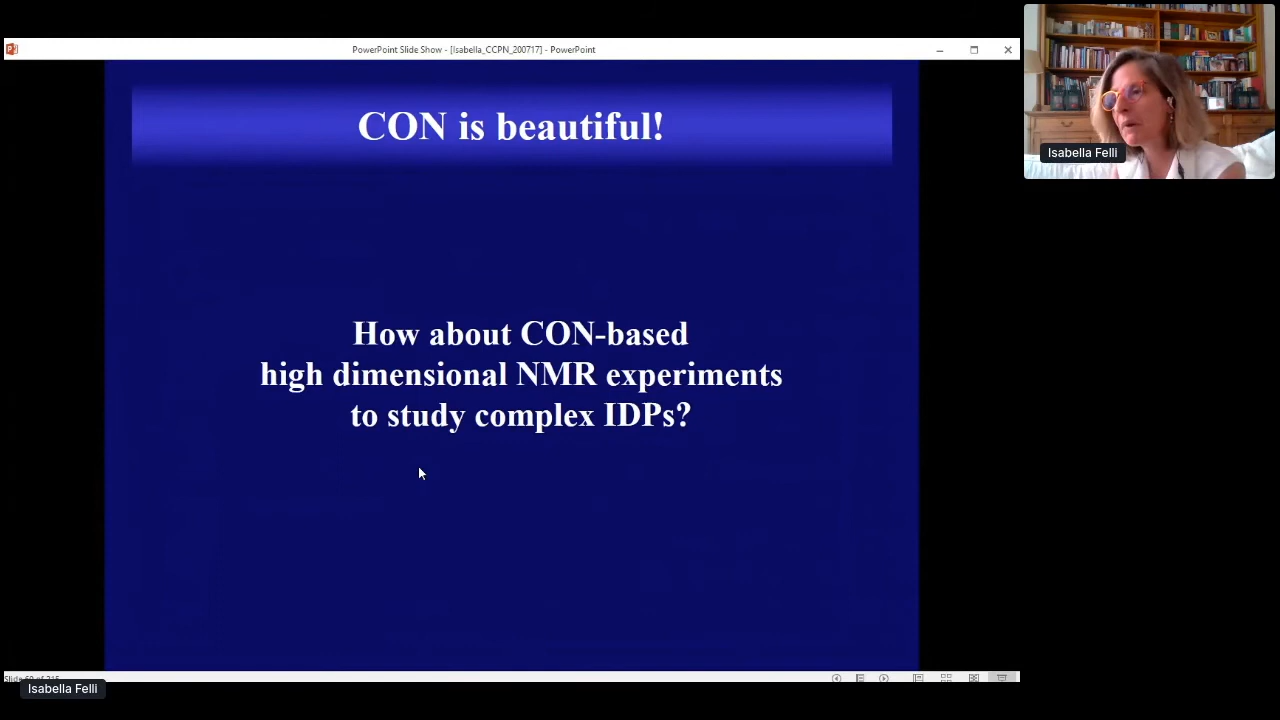 PowerPoint Slide Show - [Isabella_CCPN_200717] - PowerPoint
CON is beautiful!
How about CON-based
high dimensional NMR experiments
to study complex IDPs?
Isabella Felli
Isabella Felli